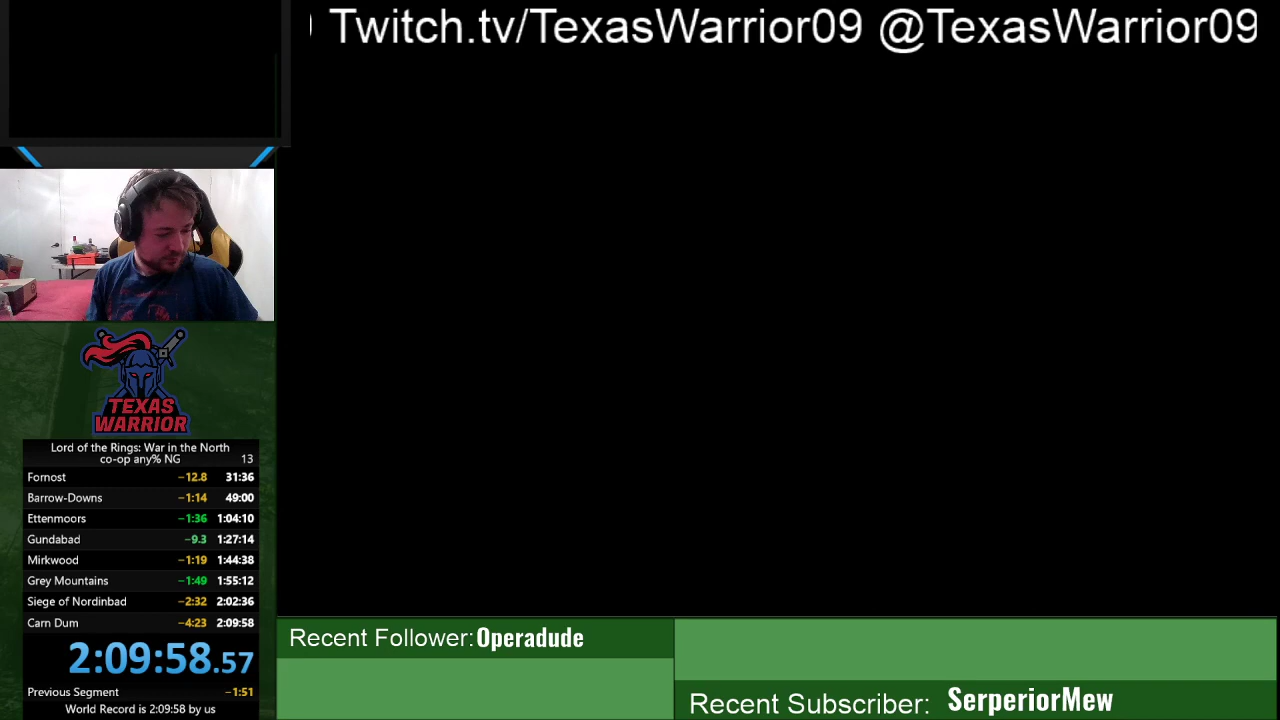 Twitch.tv/TexasWarrior09 @TexasWarrior09
TEXAS
WARRIOR
Lord of the Rings: War in the North
co-op any% NG 13
Fornost −12.8 31:36
Barrow-Downs −1:14 49:00
Ettenmoors −1:36 1:04:10
Gundabad −9.3 1:27:14
Mirkwood −1:19 1:44:38
Grey Mountains −1:49 1:55:12
Siege of Nordinbad −2:32 2:02:36
Carn Dum −4:23 2:09:58
2:09:58.57
Previous Segment −1:51
World Record is 2:09:58 by us
Recent Follower: Operadude
Recent Subscriber: SerperiorMew